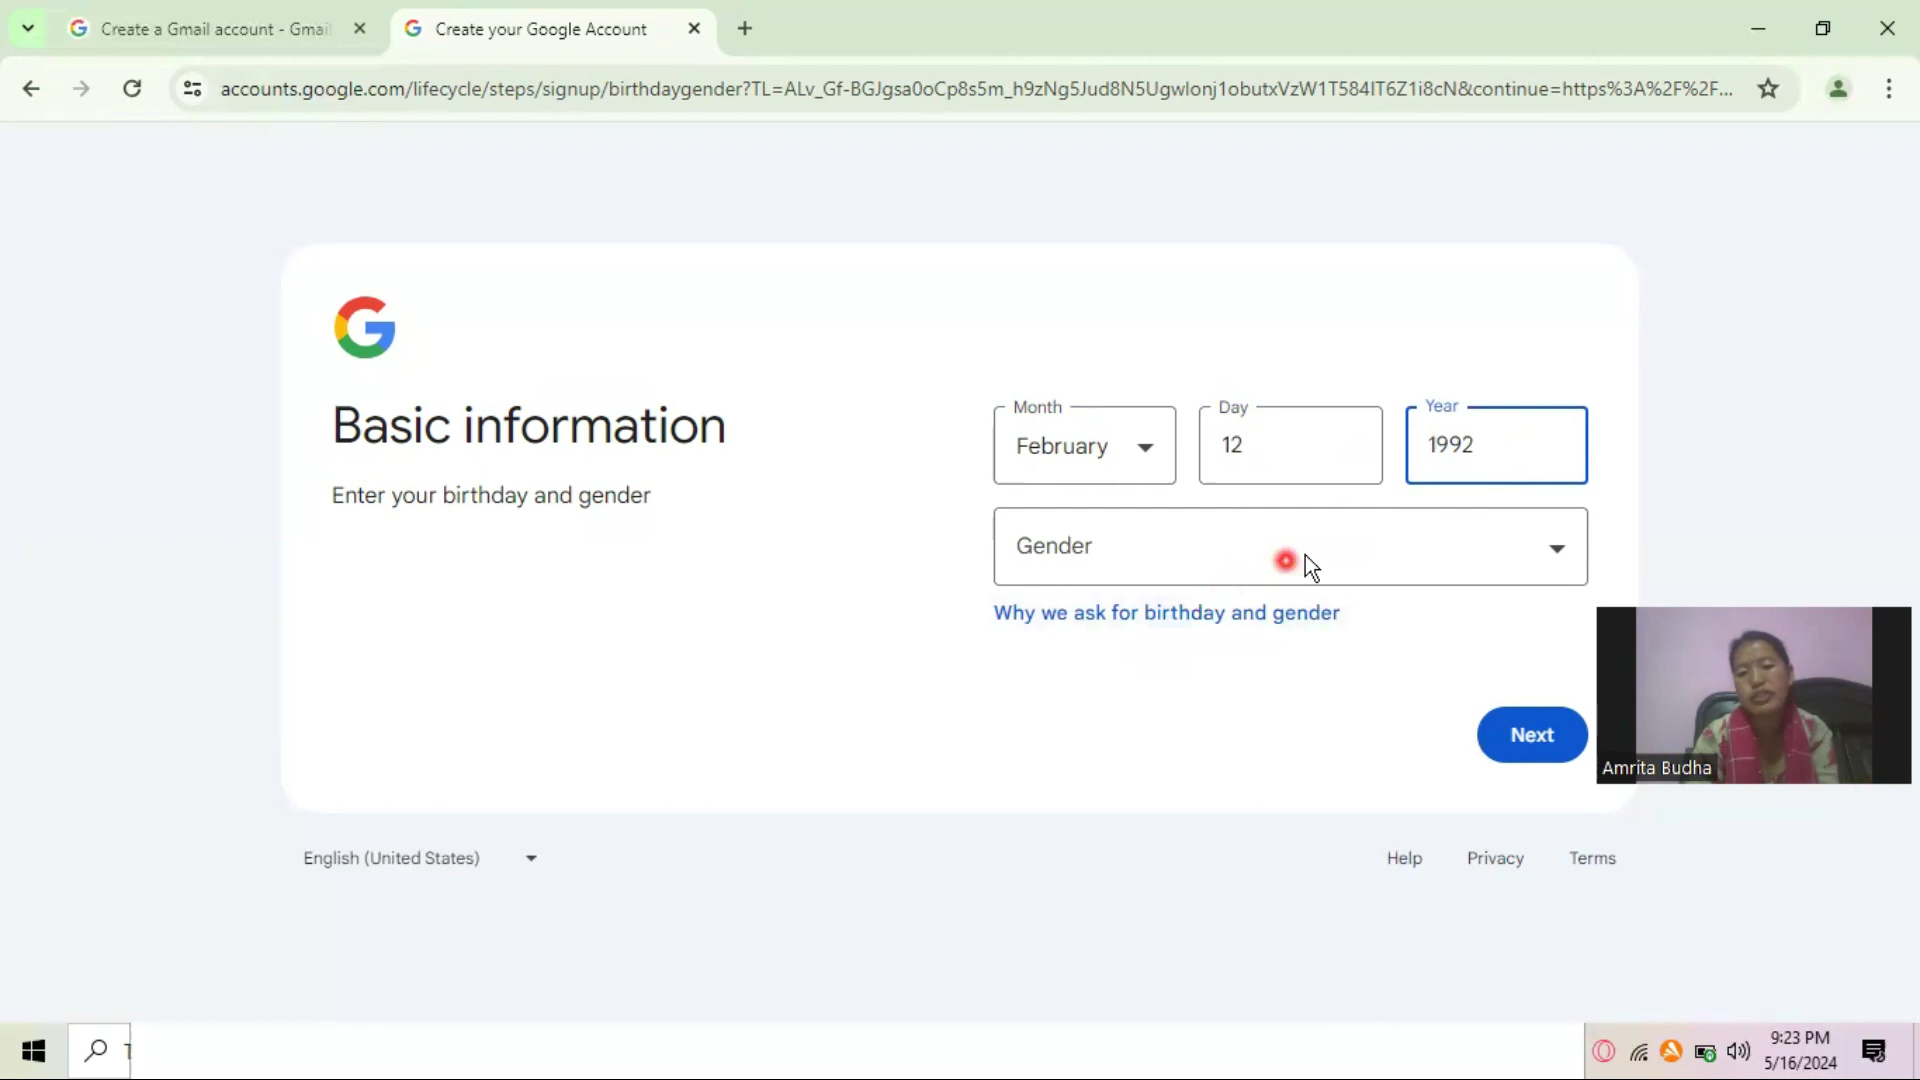 Create a Gmail account - Gmail
Create your Google Account
accounts.google.com/lifecycle/steps/signup/birthdaygender?TL=ALv_Gf-BGJgsa0oCp8s5m_h9zNg5Jud8N5Ugwlonj1obutxVzW1T584IT6Z1i8cN&continue=https%3A%2F%2F...
Basic information
Enter your birthday and gender
Month
Day
Year
February
12
1992
Gender
Why we ask for birthday and gender
Next
Amrita Budha
English (United States)
Help
Privacy
Terms
9:23 PM
5/16/2024